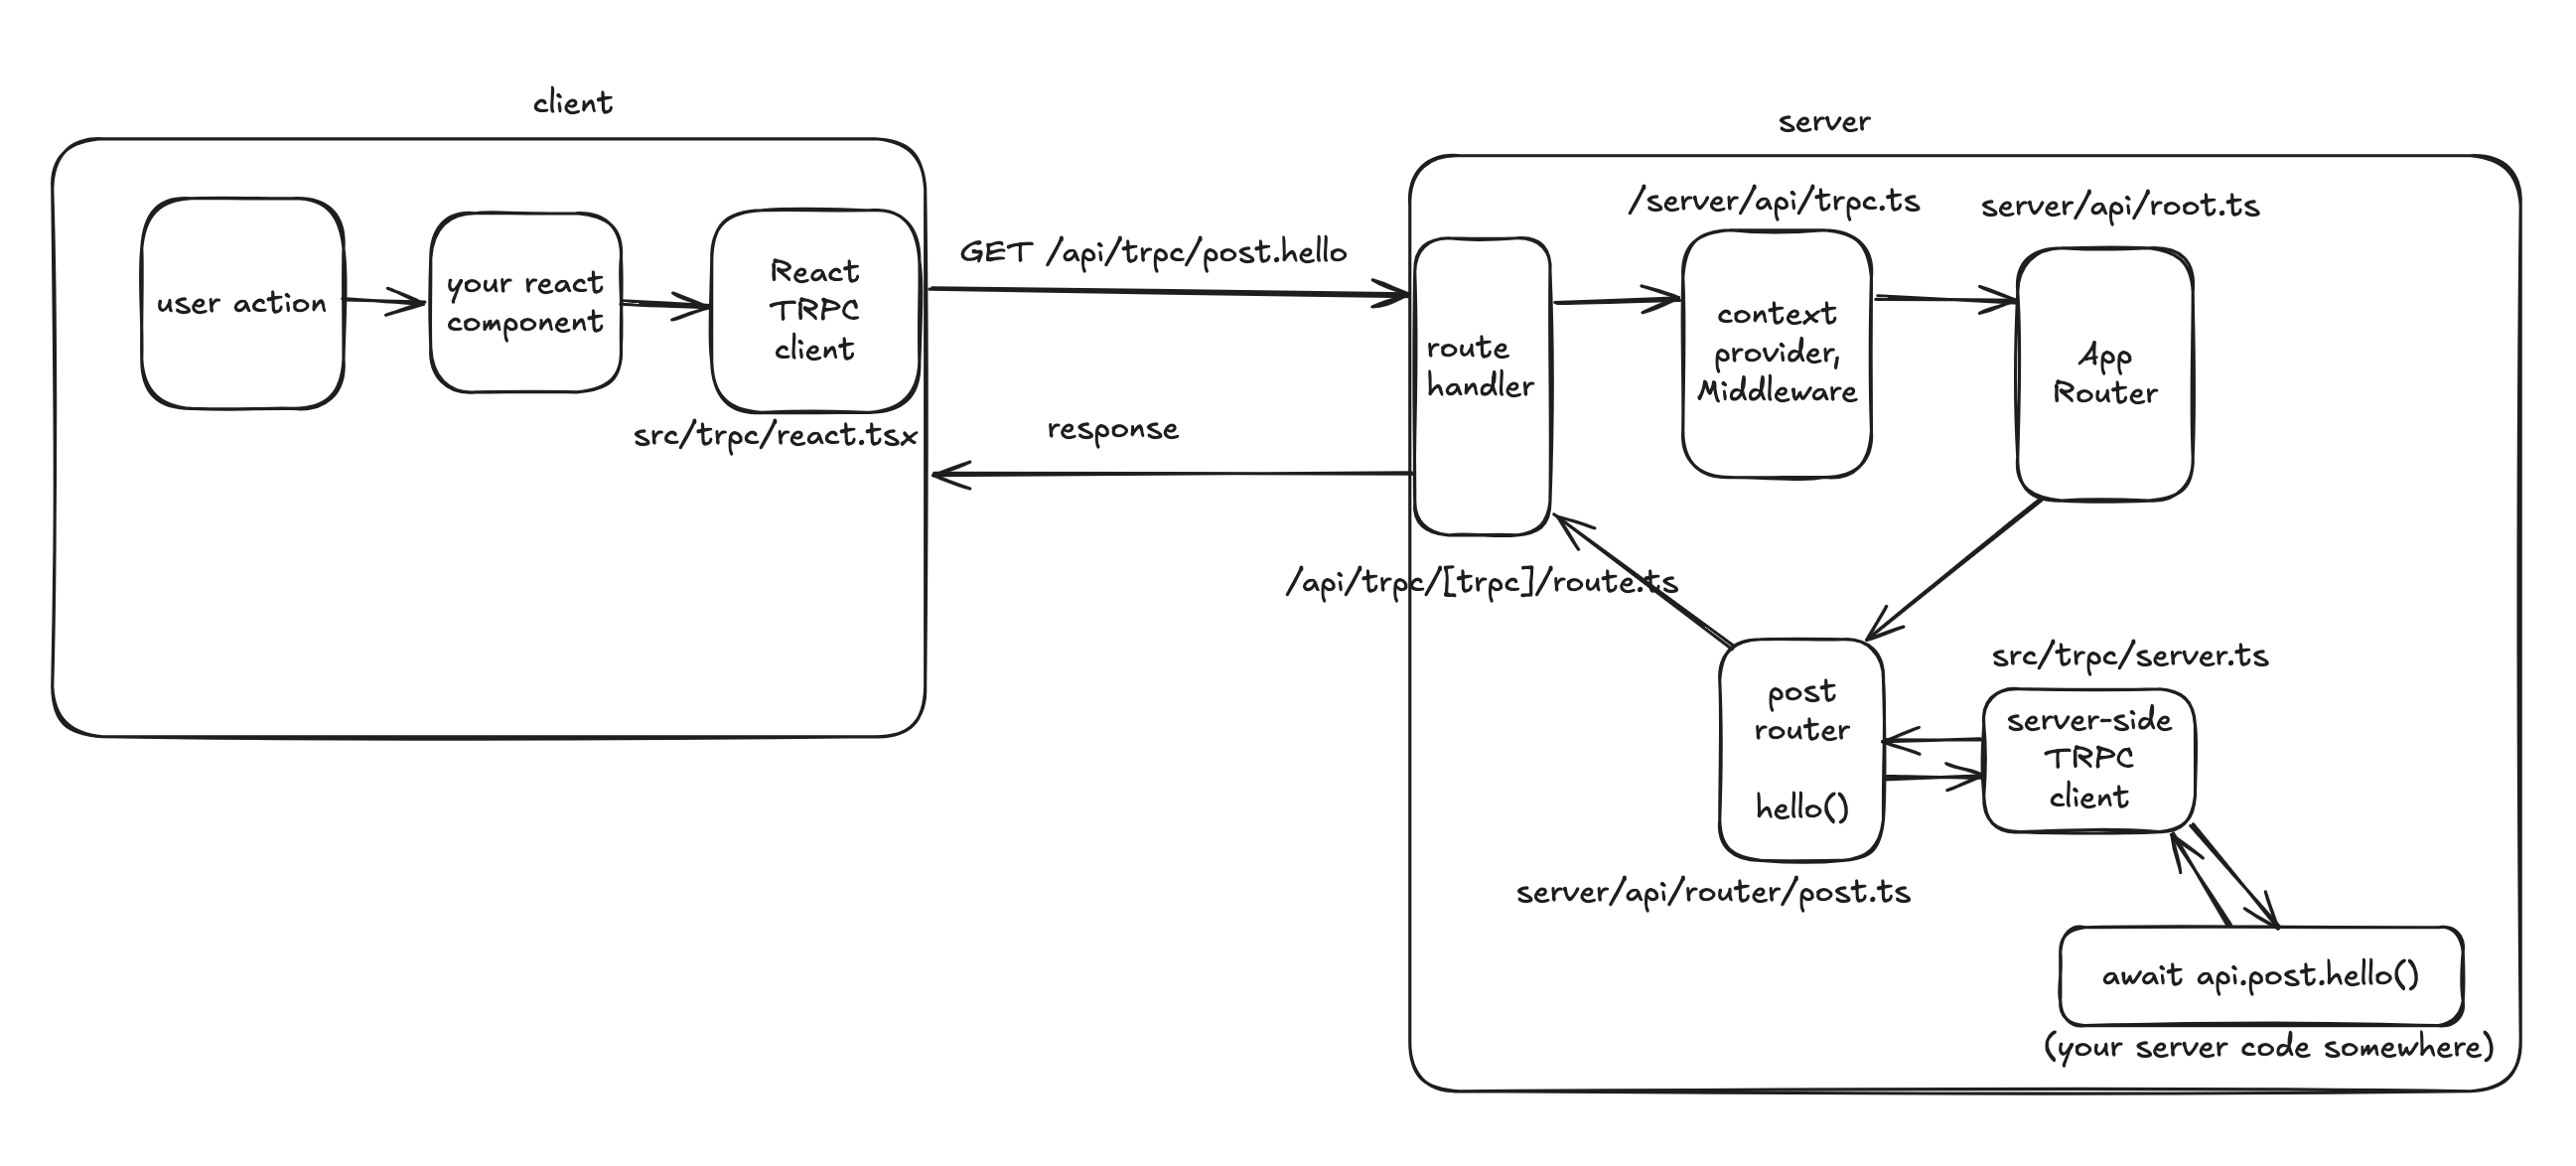 client
user action
your react
component
React
TRPC
client
src/trpc/react.tsx
GET /api/trpc/post.hello
response
server
route
handler
/api/trpc/[trpc]/route.ts
/server/api/trpc.ts
context
provider,
Middleware
server/api/root.ts
App
Router
post
router
hello()
server/api/router/post.ts
src/trpc/server.ts
server-side
TRPC
client
await api.post.hello()
(your server code somewhere)